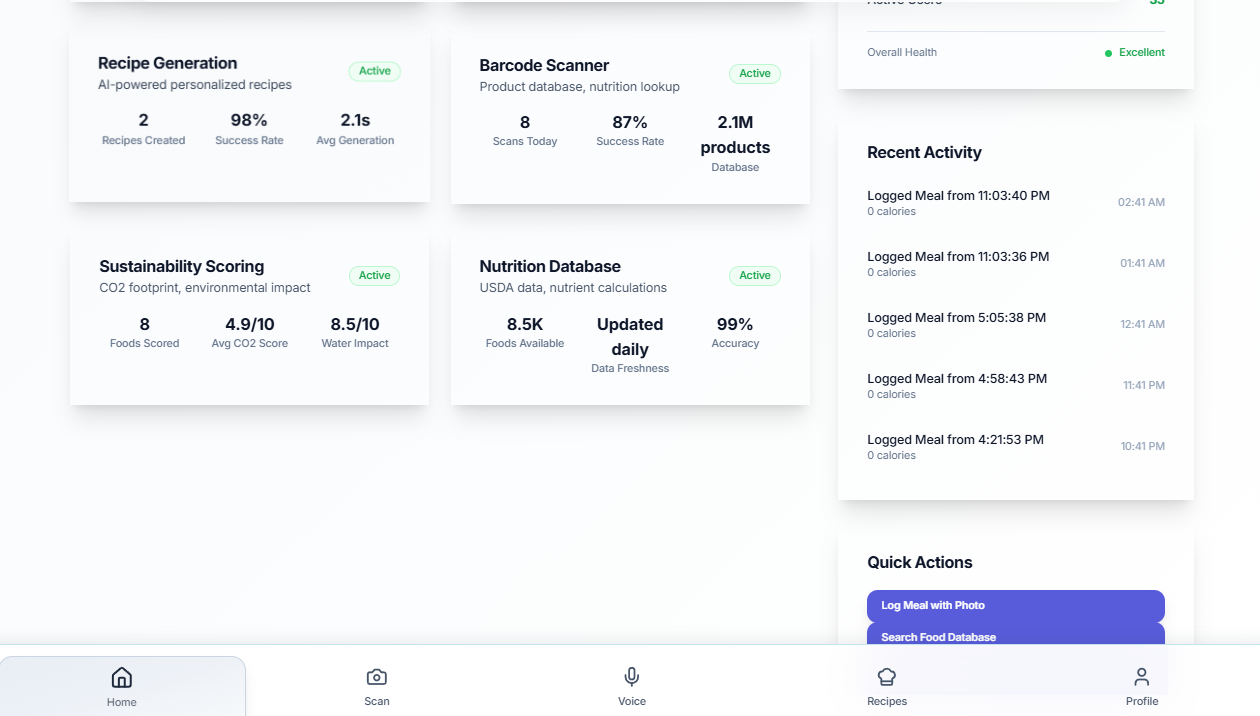 Active Users
35
Overall Health
Excellent
Recipe Generation
AI-powered personalized recipes
Active
2
Recipes Created
98%
Success Rate
2.1s
Avg Generation
Barcode Scanner
Product database, nutrition lookup
Active
8
Scans Today
87%
Success Rate
2.1M
products
Database
Sustainability Scoring
CO2 footprint, environmental impact
Active
8
Foods Scored
4.9/10
Avg CO2 Score
8.5/10
Water Impact
Nutrition Database
USDA data, nutrient calculations
Active
8.5K
Foods Available
Updated
daily
Data Freshness
99%
Accuracy
Recent Activity
Logged Meal from 11:03:40 PM
0 calories
02:41 AM
Logged Meal from 11:03:36 PM
0 calories
01:41 AM
Logged Meal from 5:05:38 PM
0 calories
12:41 AM
Logged Meal from 4:58:43 PM
0 calories
11:41 PM
Logged Meal from 4:21:53 PM
0 calories
10:41 PM
Quick Actions
Log Meal with Photo
Search Food Database
Home
Scan
Voice
Recipes
Profile